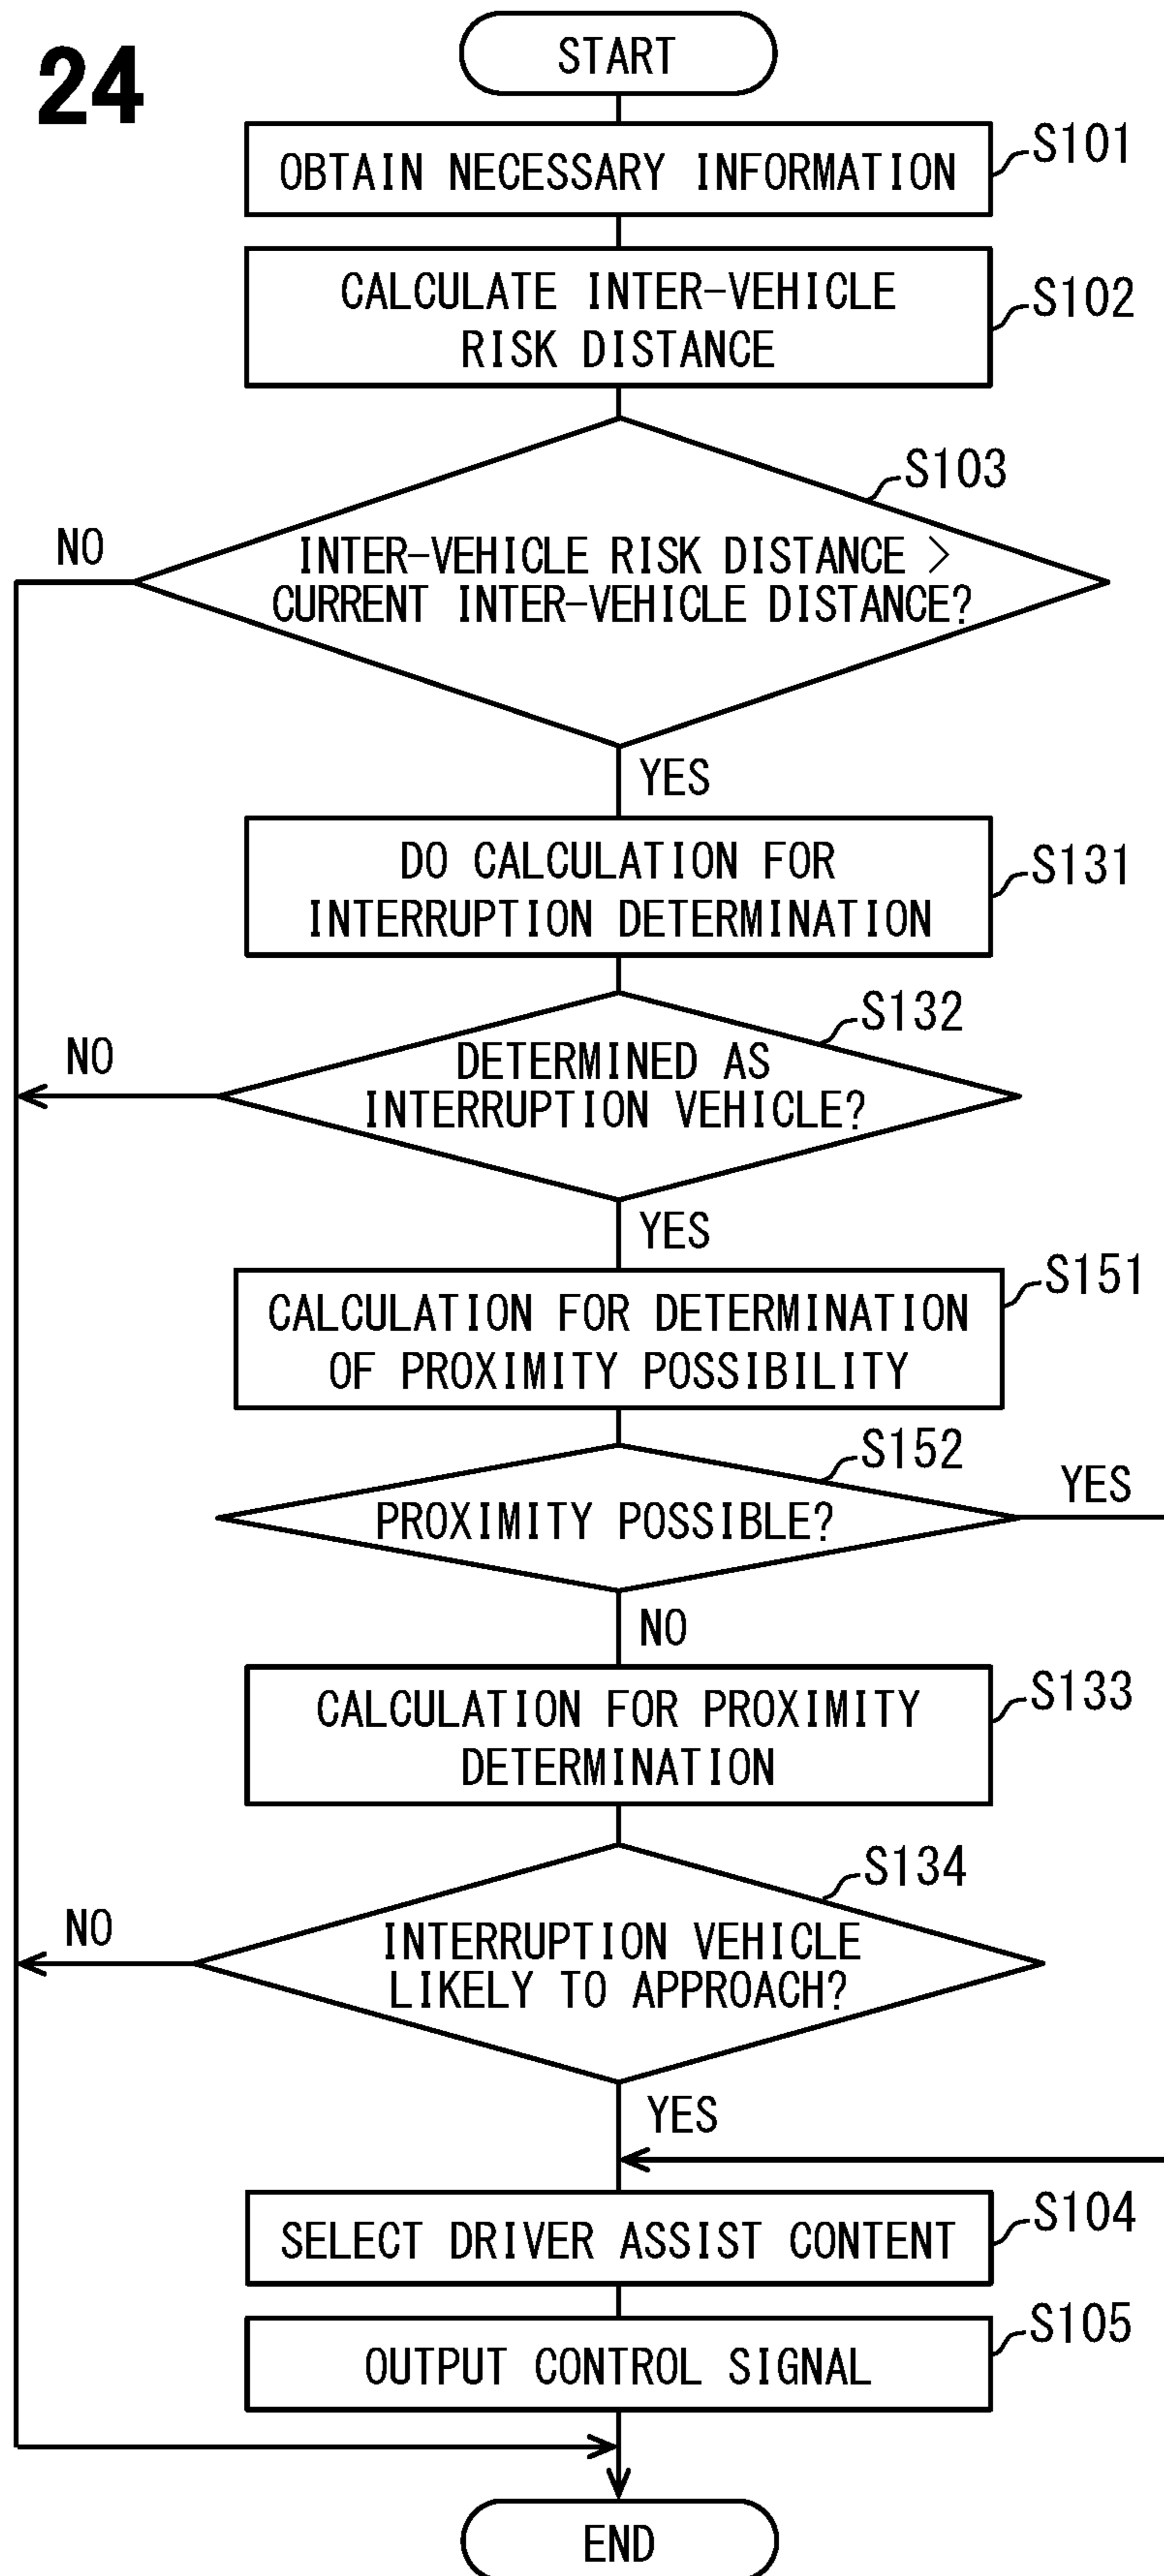 24
START
OBTAIN NECESSARY INFORMATION
S101
CALCULATE INTER-VEHICLE
RISK DISTANCE
S102
S103
INTER-VEHICLE RISK DISTANCE >
CURRENT INTER-VEHICLE DISTANCE?
NO
YES
DO CALCULATION FOR
INTERRUPTION DETERMINATION
S131
S132
DETERMINED AS
INTERRUPTION VEHICLE?
NO
YES
CALCULATION FOR DETERMINATION
OF PROXIMITY POSSIBILITY
S151
S152
PROXIMITY POSSIBLE?
YES
NO
CALCULATION FOR PROXIMITY
DETERMINATION
S133
S134
INTERRUPTION VEHICLE
LIKELY TO APPROACH?
NO
YES
SELECT DRIVER ASSIST CONTENT
S104
OUTPUT CONTROL SIGNAL
S105
END